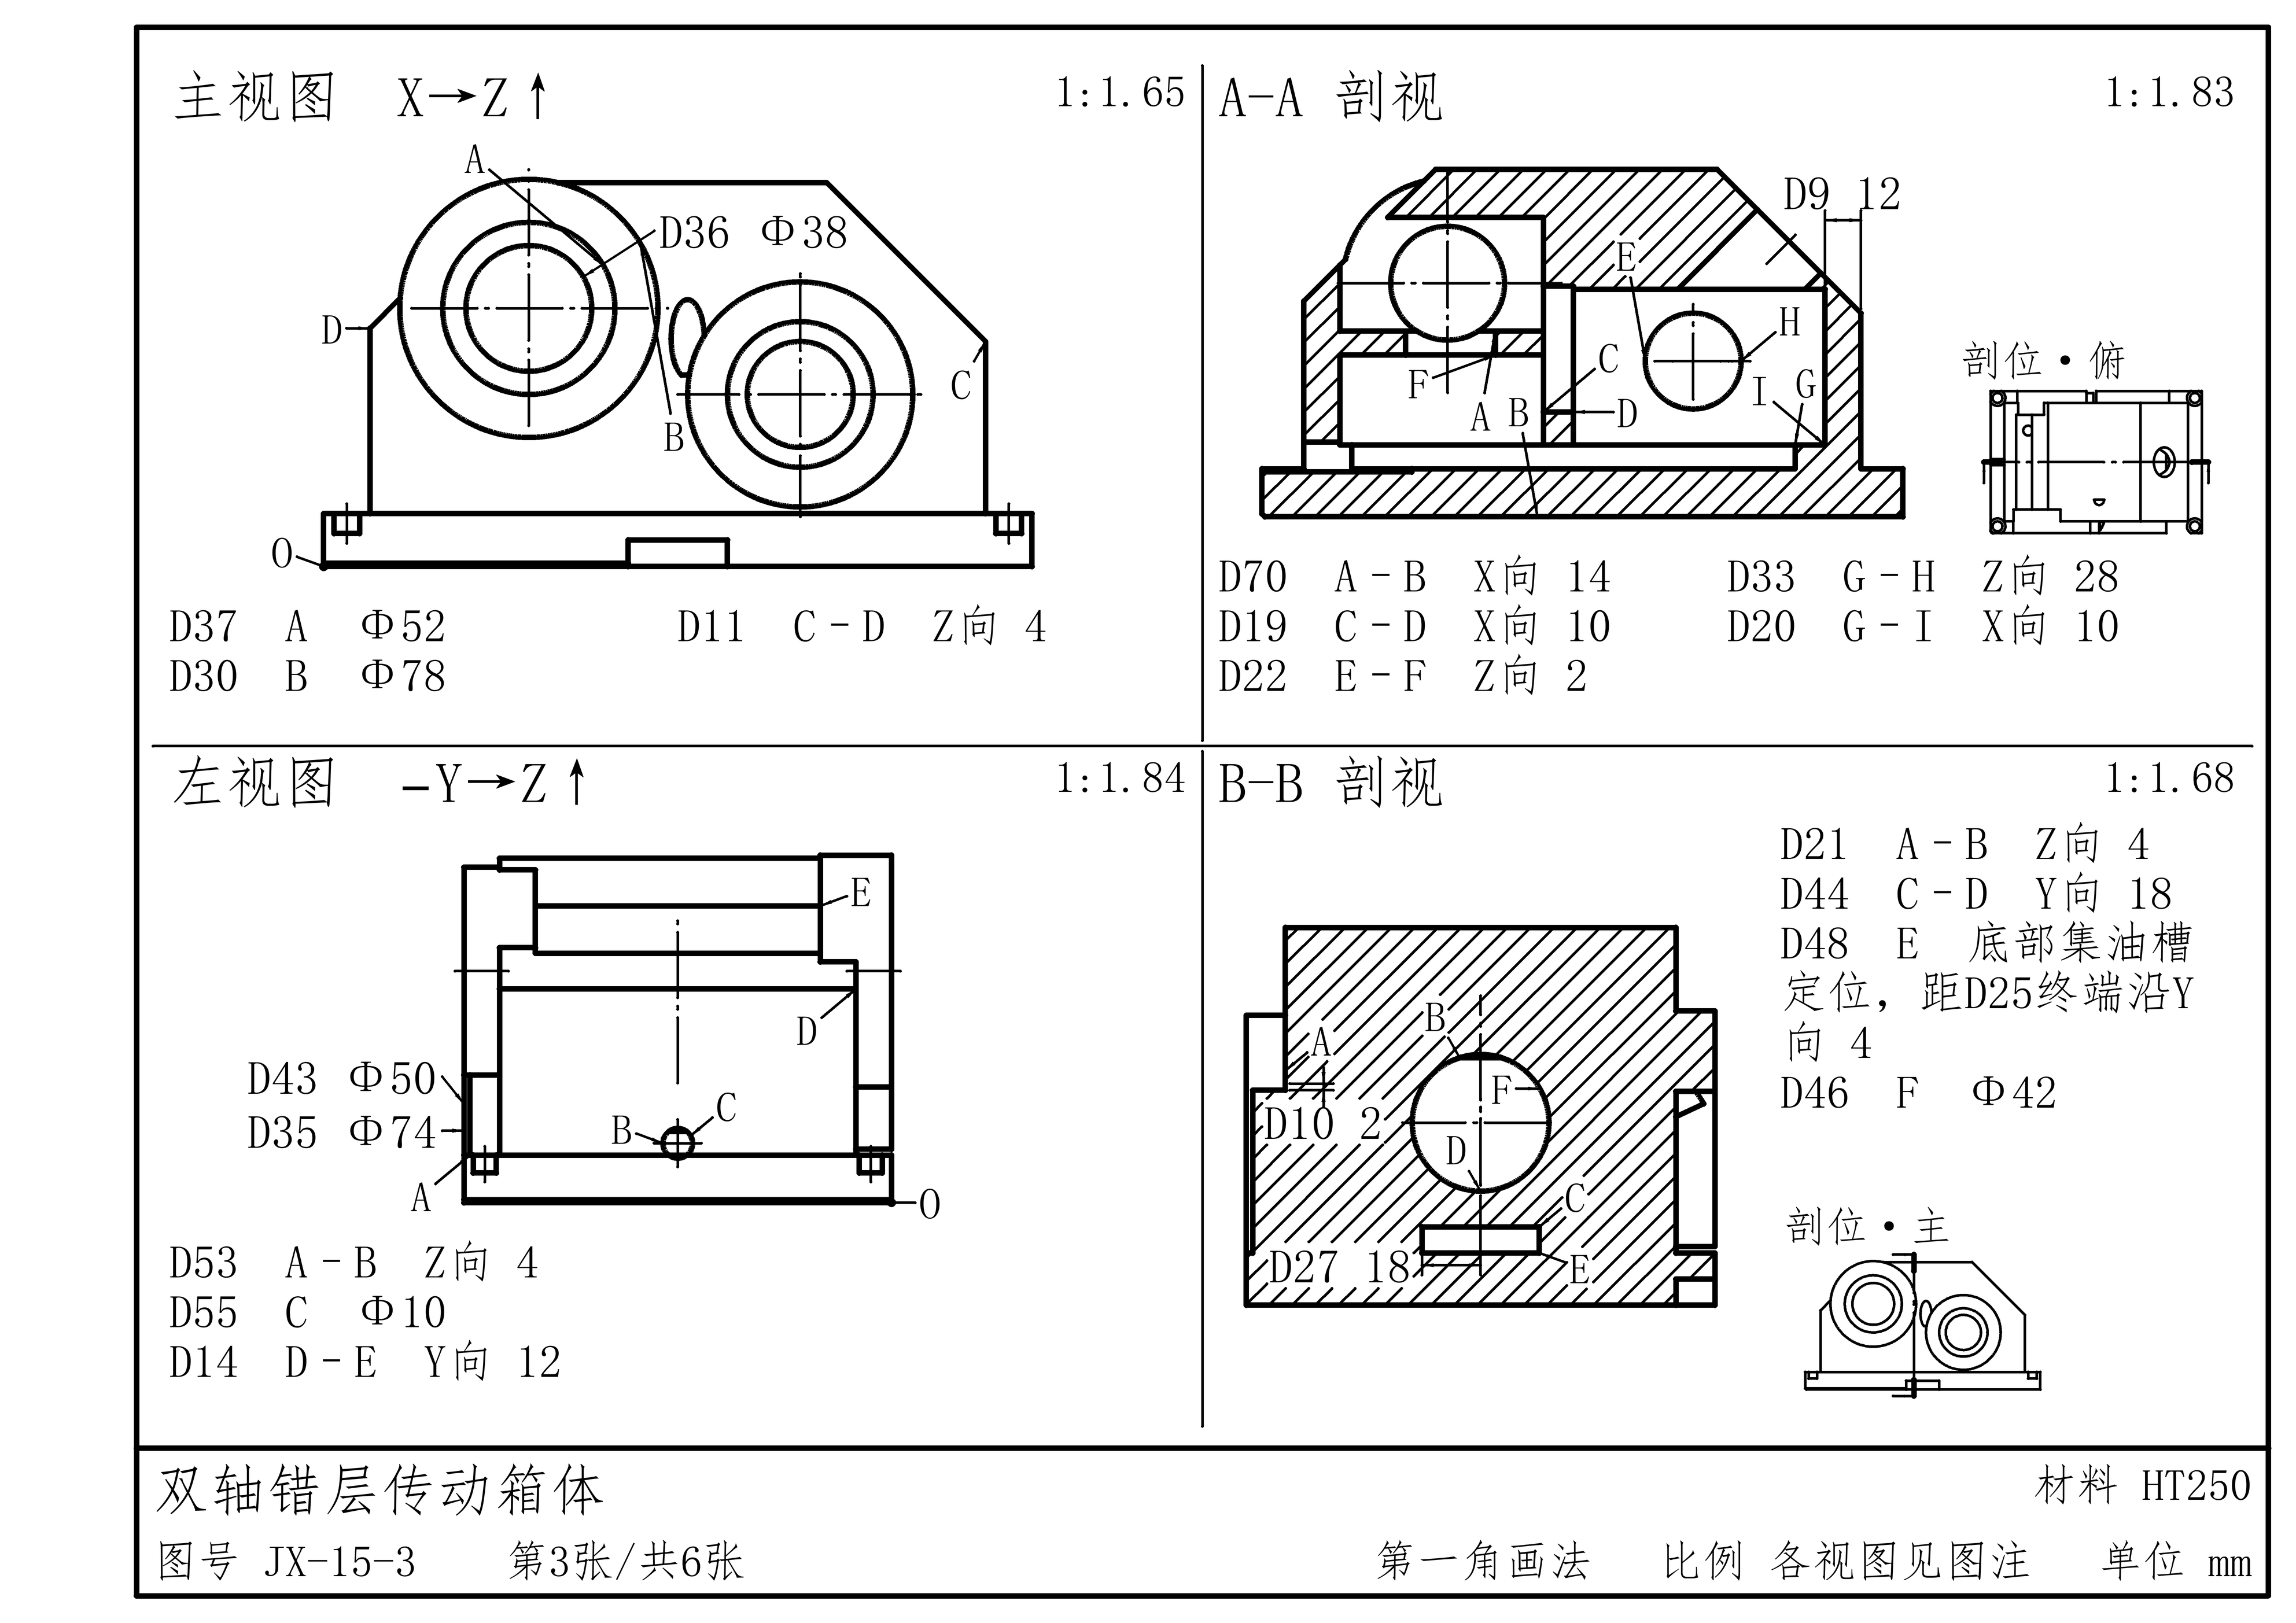 主视图 X→Z↑ 1:1.65
A
D36 Φ38
D
C
B
O
D37 A Φ52 D11 C-D Z向 4
D30 B Φ78
A-A 剖视 1:1.83
D9 12
E
H
剖位·俯
C
I G
F
A B D
D70 A-B X向 14 D33 G-H Z向 28
D19 C-D X向 10 D20 G-I X向 10
D22 E-F Z向 2
左视图 -Y→Z↑ 1:1.84
E
D
D43 Φ50
C
D35 Φ74 B
A O
D53 A-B Z向 4
D55 C Φ10
D14 D-E Y向 12
B-B 剖视 1:1.68
D21 A-B Z向 4
D44 C-D Y向 18
D48 E 底部集油槽
定位, 距D25终端沿Y
向 4
D46 F Φ42
B
A
F
D10 2
D
C
D27 18 E
剖位·主
双轴错层传动箱体 材料 HT250
图号 JX-15-3 第3张/共6张 第一角画法 比例 各视图见图注 单位 mm